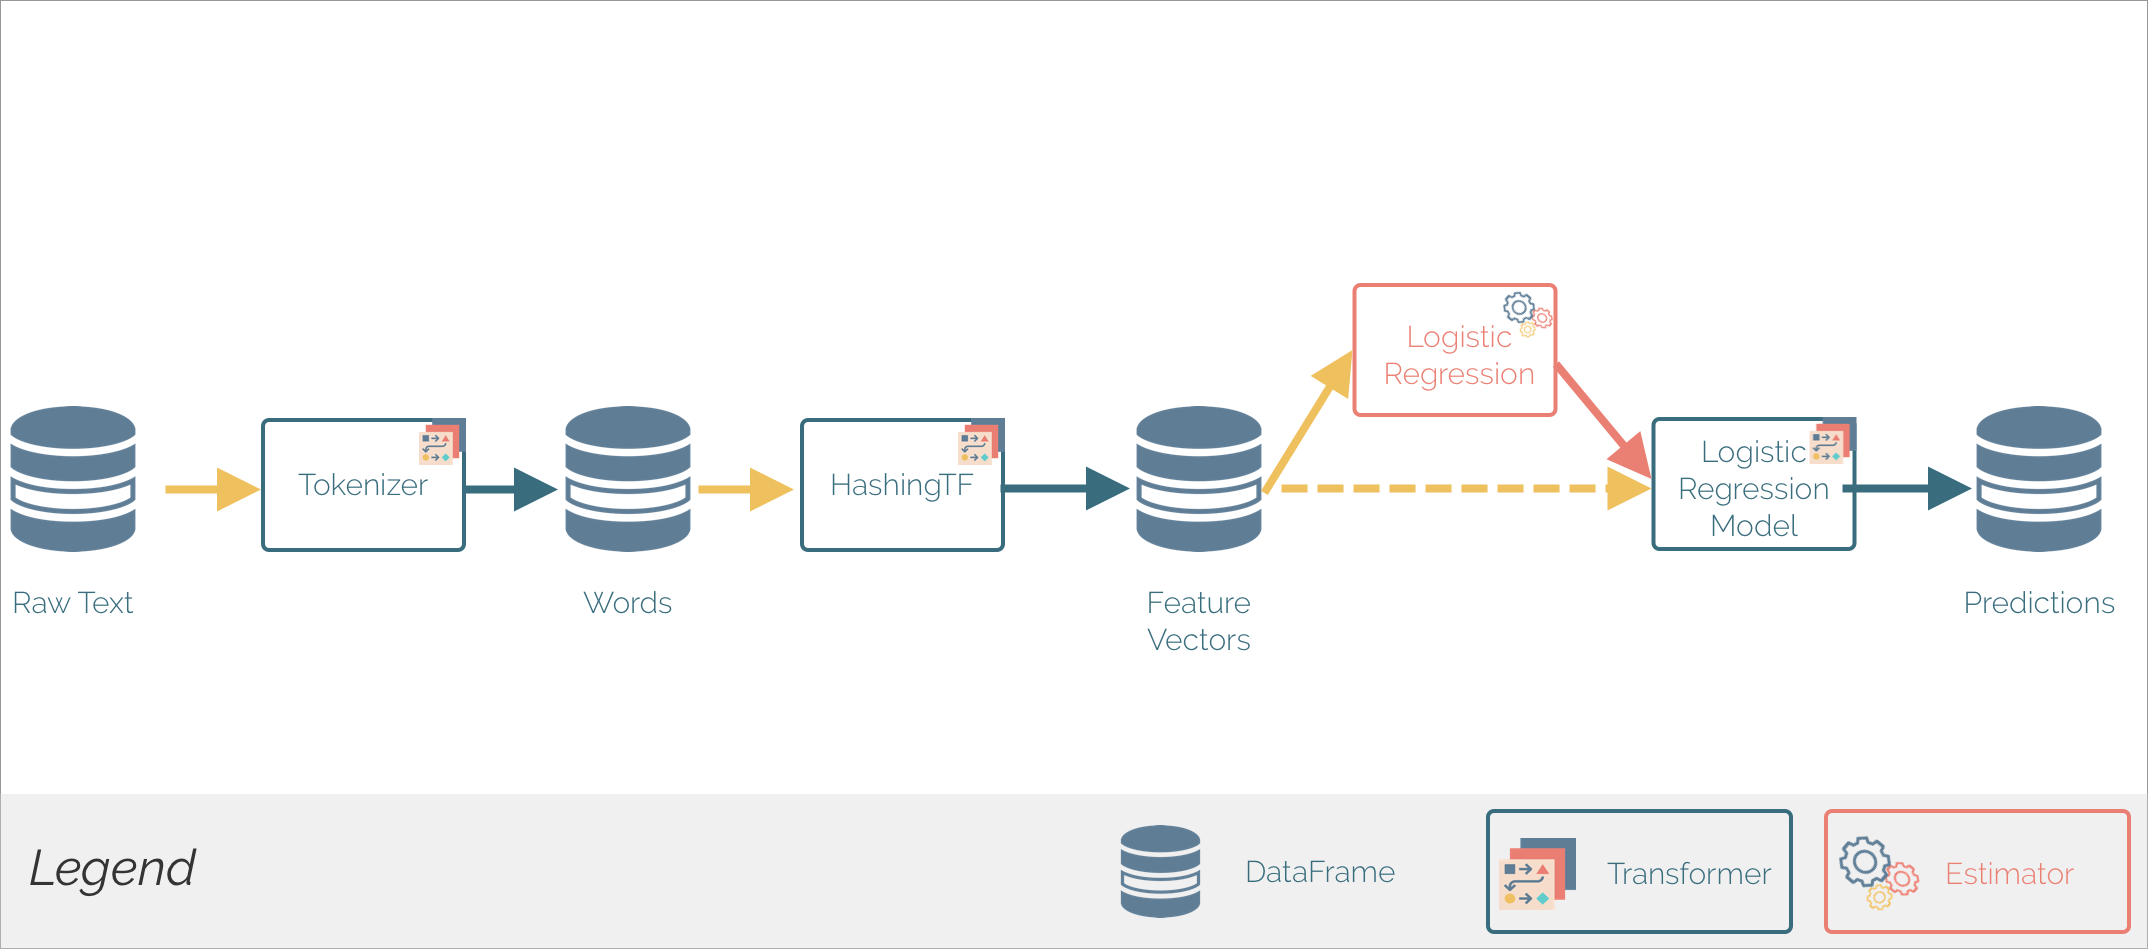 Logistic
Regression
Tokenizer
HashingTF
Logistic
Regression
Model
Raw Text
Words
Feature
Vectors
Predictions
Legend
DataFrame
Transformer
Estimator